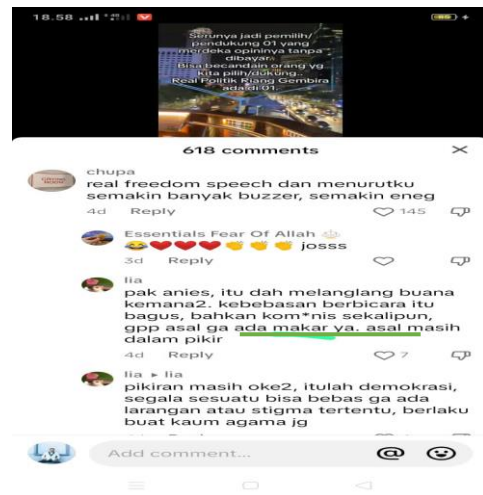 18.58
Serunya jadi pemilih/
pendukung 01 yang
merdeka opininya tanpa
dibayar.
Bisa becandain orang yg
kita pilih/dukung..
Real Politik Riang Gembira
ada di 01.
618 comments
chupa
real freedom speech dan menurutku
semakin banyak buzzer, semakin eneg
4d Reply 145
Essentials Fear Of Allah
😂❤️❤️❤️👏👏👏 josss
3d Reply
lia
pak anies, itu dah melanglang buana
kemana2. kebebasan berbicara itu
bagus, bahkan kom*nis sekalipun,
gpp asal ga ada makar ya. asal masih
dalam pikir
4d Reply 7
lia ▸ lia
pikiran masih oke2, itulah demokrasi,
segala sesuatu bisa bebas ga ada
larangan atau stigma tertentu, berlaku
buat kaum agama jg
Add comment...